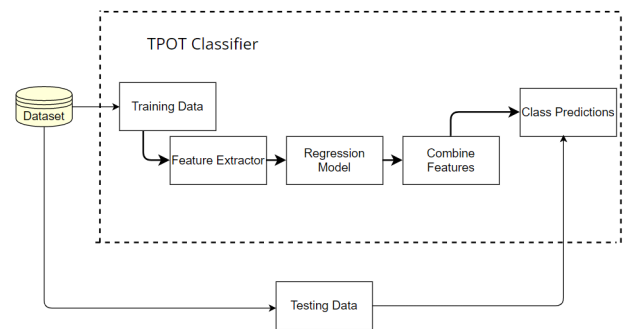 TPOT Classifier
Dataset
Training Data
Feature Extractor
Regression
Model
Combine
Features
Class Predictions
Testing Data